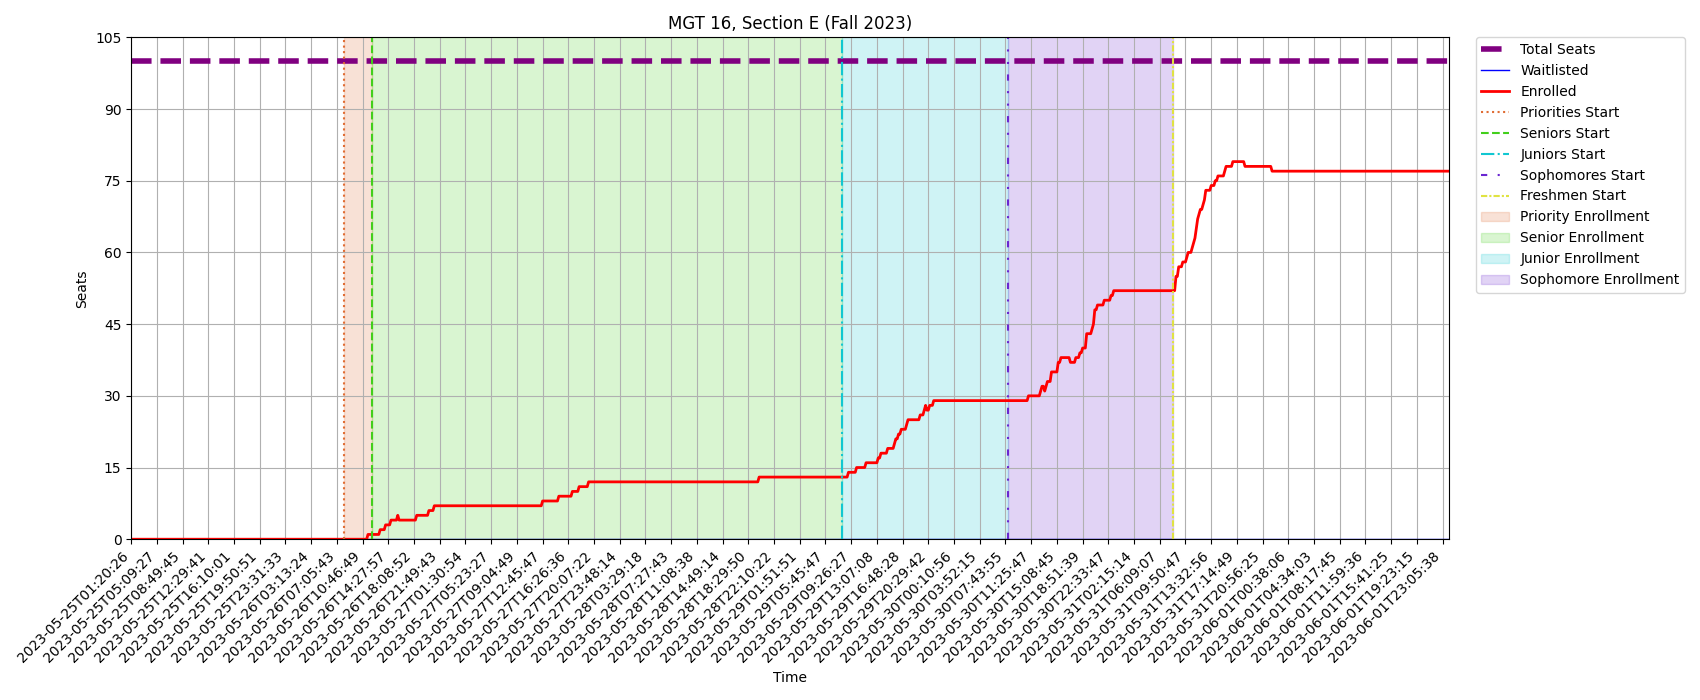 MGT 16, Section E (Fall 2023)
105
90
75
60
45
30
15
0
Seats
2023-05-25T01:20:26
2023-05-25T05:09:27
2023-05-25T08:49:45
2023-05-25T12:29:41
2023-05-25T16:10:01
2023-05-25T19:50:51
2023-05-25T23:31:33
2023-05-26T03:13:24
2023-05-26T07:05:43
2023-05-26T10:46:49
2023-05-26T14:27:57
2023-05-26T18:08:52
2023-05-26T21:49:43
2023-05-27T01:30:54
2023-05-27T05:23:27
2023-05-27T09:04:49
2023-05-27T12:45:47
2023-05-27T16:26:36
2023-05-27T20:07:22
2023-05-27T23:48:14
2023-05-28T03:29:18
2023-05-28T07:27:43
2023-05-28T11:08:38
2023-05-28T14:49:14
2023-05-28T18:29:50
2023-05-28T22:10:22
2023-05-29T01:51:51
2023-05-29T05:45:47
2023-05-29T09:26:27
2023-05-29T13:07:08
2023-05-29T16:48:28
2023-05-29T20:29:42
2023-05-30T00:10:56
2023-05-30T03:52:15
2023-05-30T07:43:55
2023-05-30T11:25:47
2023-05-30T15:08:45
2023-05-30T18:51:39
2023-05-30T22:33:47
2023-05-31T02:15:14
2023-05-31T06:09:07
2023-05-31T09:50:47
2023-05-31T13:32:56
2023-05-31T17:14:49
2023-05-31T20:56:25
2023-06-01T00:38:06
2023-06-01T04:34:03
2023-06-01T08:17:45
2023-06-01T11:59:36
2023-06-01T15:41:25
2023-06-01T19:23:15
2023-06-01T23:05:38
Time
Total Seats
Waitlisted
Enrolled
Priorities Start
Seniors Start
Juniors Start
Sophomores Start
Freshmen Start
Priority Enrollment
Senior Enrollment
Junior Enrollment
Sophomore Enrollment